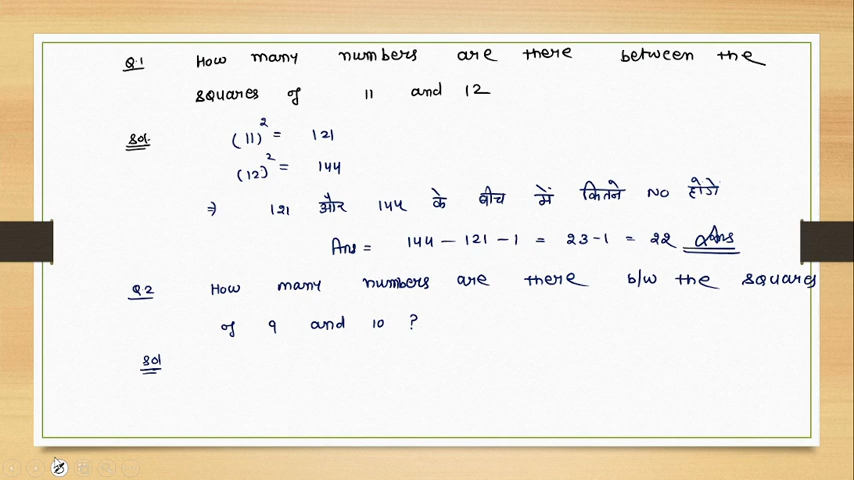 Q.1 How many numbers are there between the
squares of 11 and 12
Sol. (11)² = 121
(12)² = 144
⇒ 121 और 144 के बीच में कितने NO होंगे
Ans = 144 - 121 - 1 = 23 - 1 = 22 Ans
Q.2 How many numbers are there b/w the squares
of 9 and 10 ?
Sol